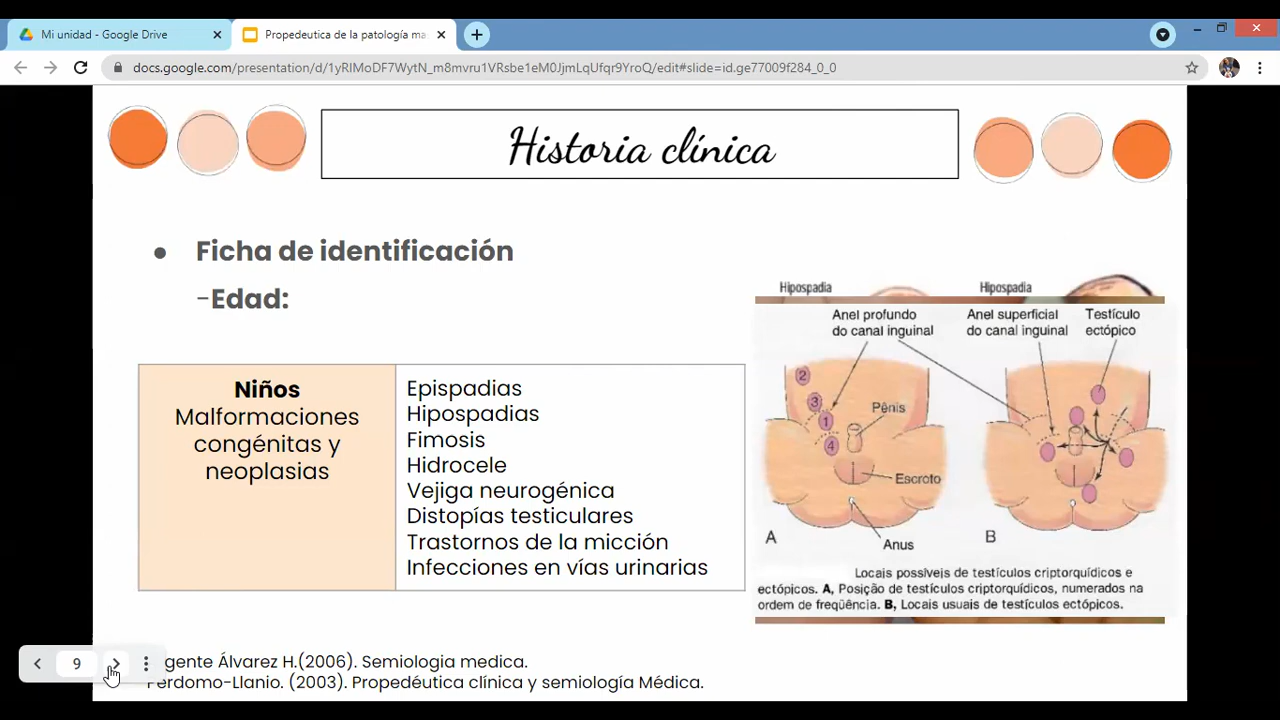 Mi unidad - Google Drive
Propedeutica de la patología ma
docs.google.com/presentation/d/1yRlMoDF7WytN_m8mvru1VRsbe1eM0JjmLqUfqr9YroQ/edit#slide=id.ge77009f284_0_0
Historia clínica
● Ficha de identificación
-Edad:
Niños
Malformaciones
congénitas y
neoplasias
Epispadias
Hipospadias
Fimosis
Hidrocele
Vejiga neurogénica
Distopías testiculares
Trastornos de la micción
Infecciones en vías urinarias
Hipospadia
Hipospadia
Anel profundo
do canal inguinal
Anel superficial
do canal inguinal
Testículo
ectópico
2
3
1
4
Pênis
Escroto
Anus
A
B
Locais possíveis de testículos criptorquídicos e
ectópicos. A, Posição de testículos criptorquídicos, numerados na
ordem de freqüência. B, Locais usuais de testículos ectópicos.
9
gente Álvarez H.(2006). Semiologia medica.
Perdomo-Llanio. (2003). Propedéutica clínica y semiología Médica.